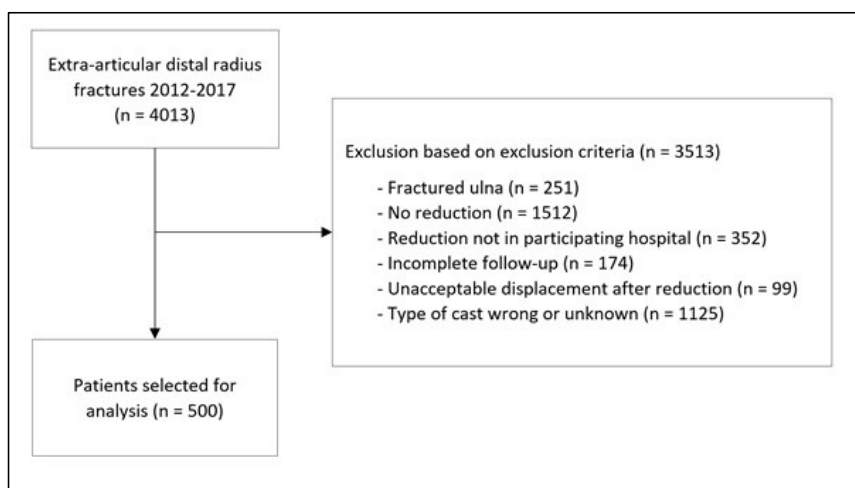 Extra-articular distal radius
fractures 2012-2017
(n = 4013)
Exclusion based on exclusion criteria (n = 3513)
- Fractured ulna (n = 251)
- No reduction (n = 1512)
- Reduction not in participating hospital (n = 352)
- Incomplete follow-up (n = 174)
- Unacceptable displacement after reduction (n = 99)
- Type of cast wrong or unknown (n = 1125)
Patients selected for
analysis (n = 500)